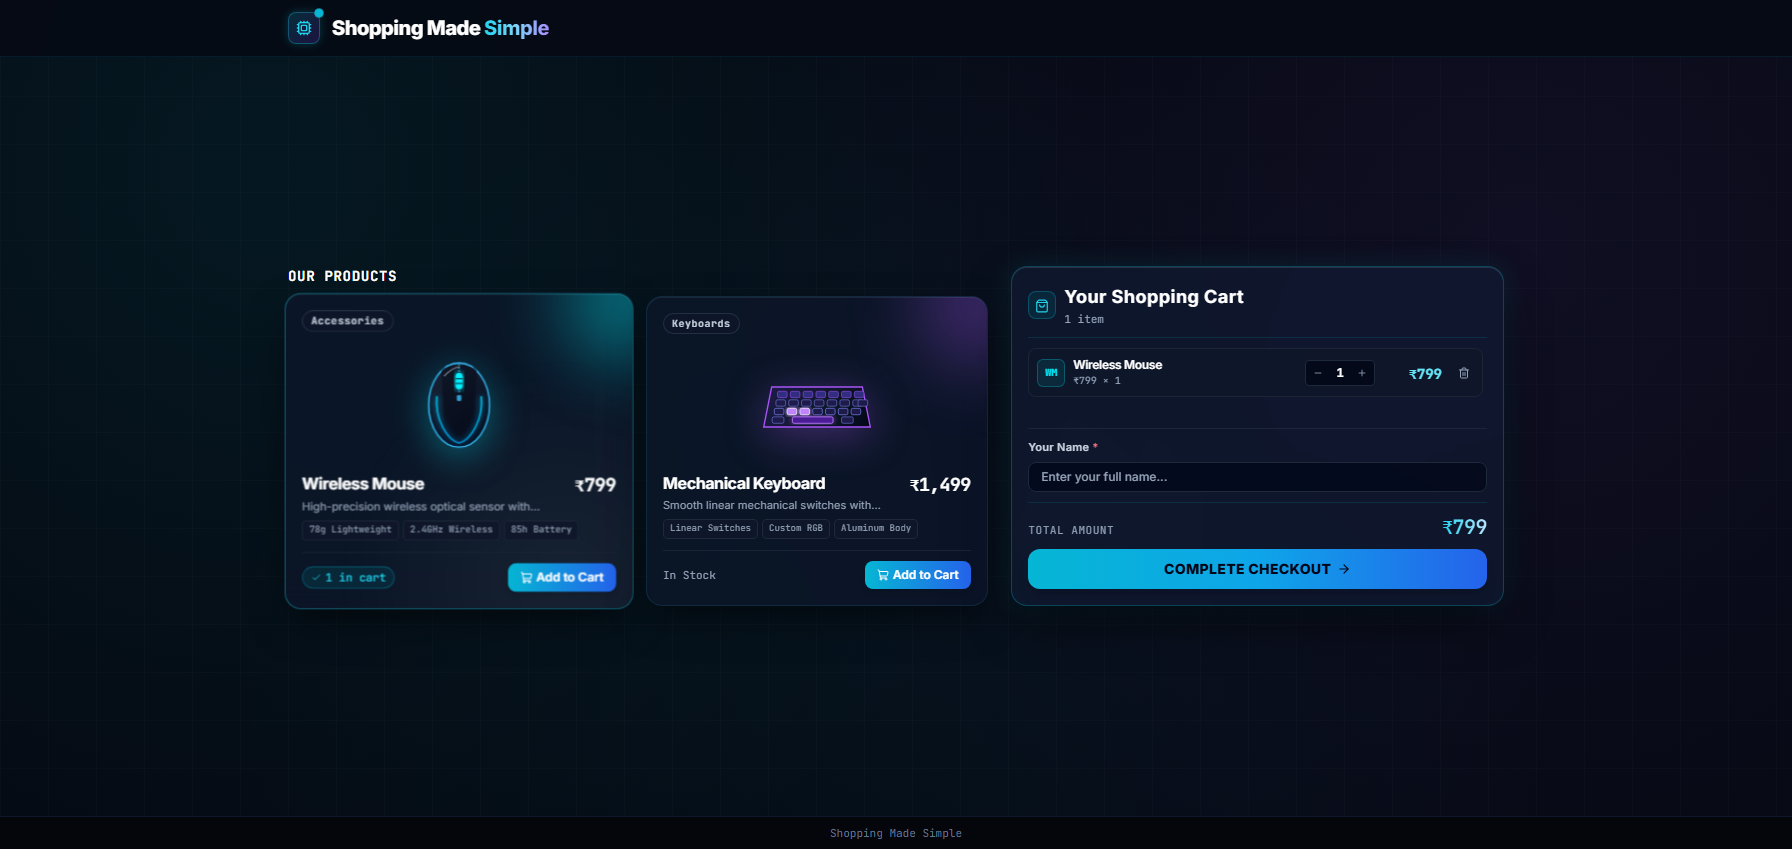 Shopping Made Simple
OUR PRODUCTS
Accessories
Wireless Mouse
₹799
High-precision wireless optical sensor with...
78g Lightweight
2.4GHz Wireless
85h Battery
1 in cart
Add to Cart
Keyboards
Mechanical Keyboard
₹1,499
Smooth linear mechanical switches with...
Linear Switches
Custom RGB
Aluminum Body
In Stock
Add to Cart
Your Shopping Cart
1 item
WM
Wireless Mouse
₹799 × 1
− 1 +
₹799
Your Name *
Enter your full name...
TOTAL AMOUNT
₹799
COMPLETE CHECKOUT →
Shopping Made Simple